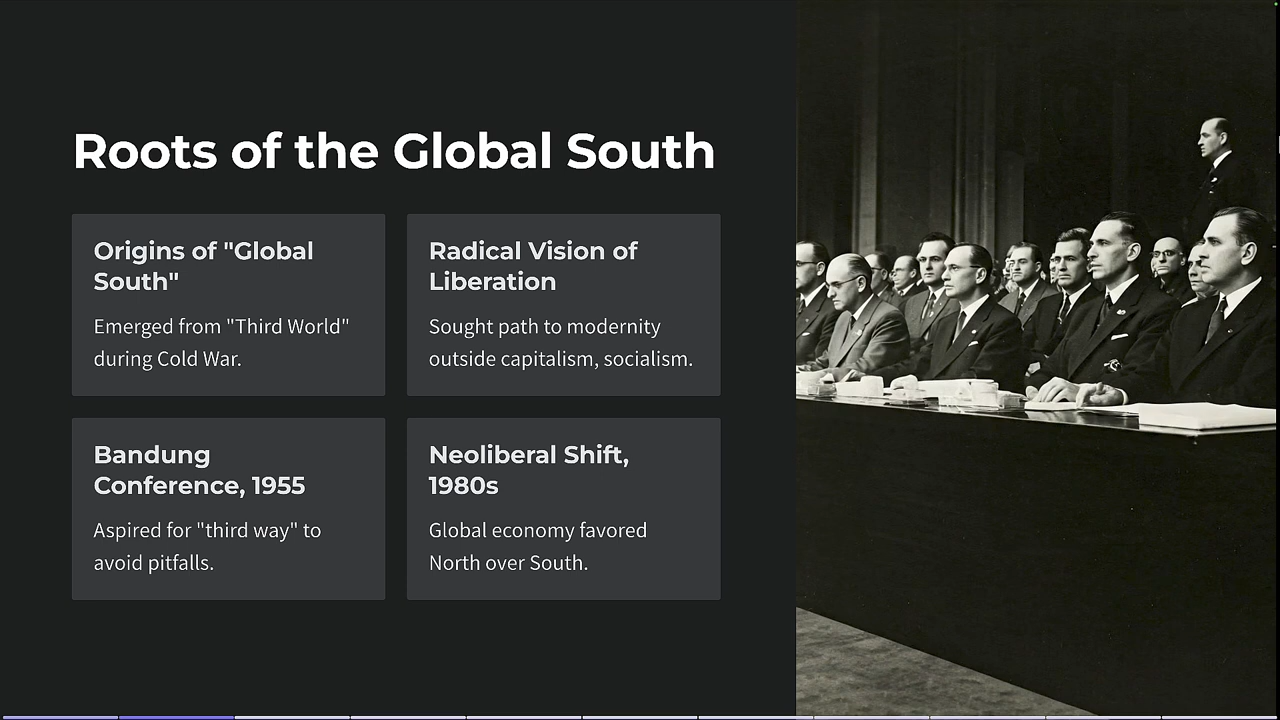 Roots of the Global South
Origins of "Global
South"
Emerged from "Third World"
during Cold War.
Radical Vision of
Liberation
Sought path to modernity
outside capitalism, socialism.
Bandung
Conference, 1955
Aspired for "third way" to
avoid pitfalls.
Neoliberal Shift,
1980s
Global economy favored
North over South.